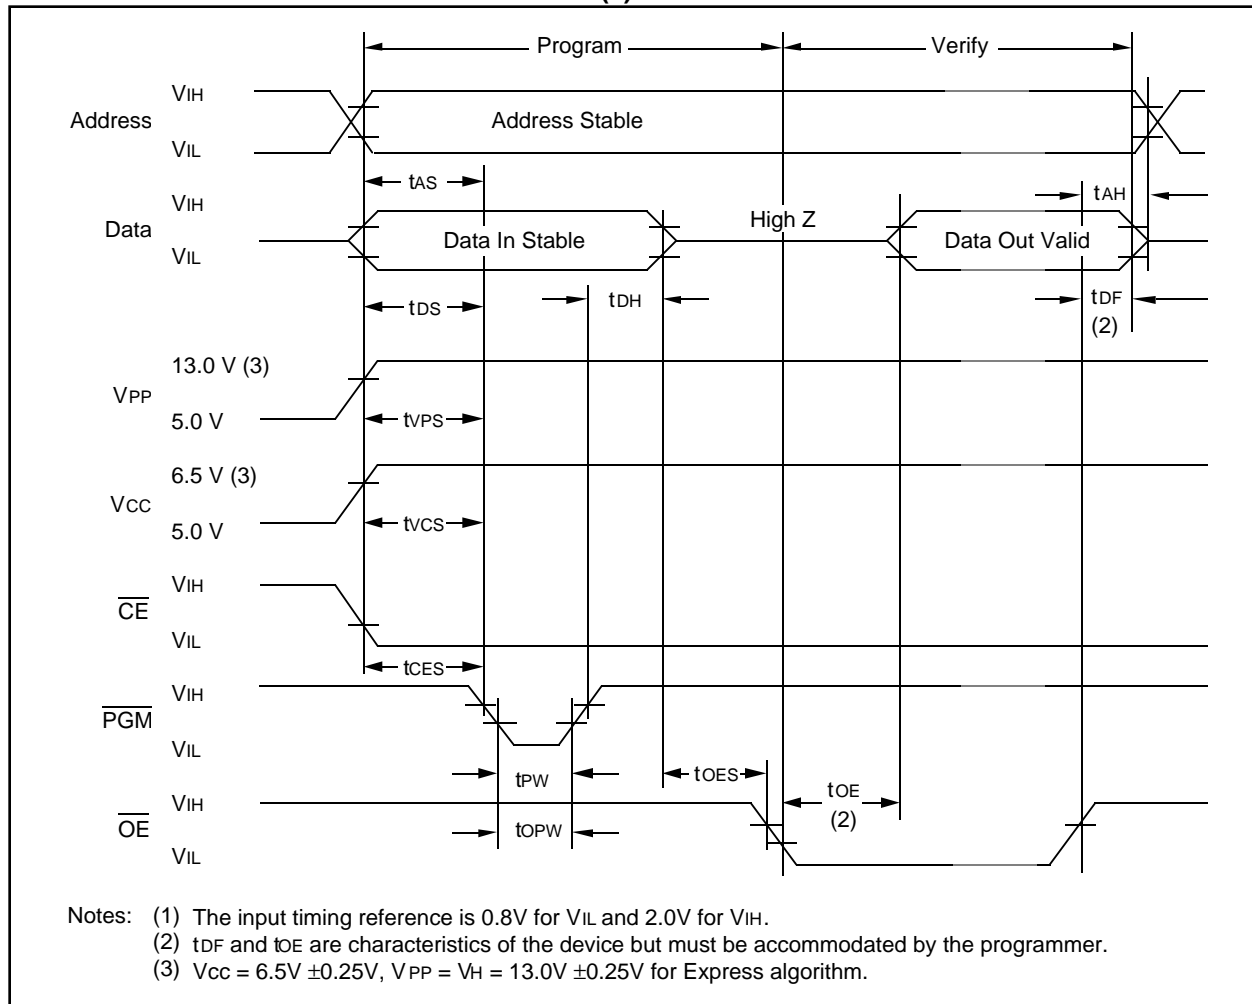 Program
Verify
Address
VIH
VIL
Address Stable
tAS
tAH
Data
VIH
VIL
Data In Stable
High Z
Data Out Valid
tDS
tDH
tDF
(2)
VPP
13.0 V (3)
5.0 V
tVPS
VCC
6.5 V (3)
5.0 V
tVCS
CE
VIH
VIL
tCES
PGM
VIH
VIL
tPW
tOES
tOE
(2)
OE
VIH
VIL
tOPW
Notes: (1) The input timing reference is 0.8V for VIL and 2.0V for VIH.
(2) tDF and tOE are characteristics of the device but must be accommodated by the programmer.
(3) Vcc = 6.5V ±0.25V, VPP = VH = 13.0V ±0.25V for Express algorithm.